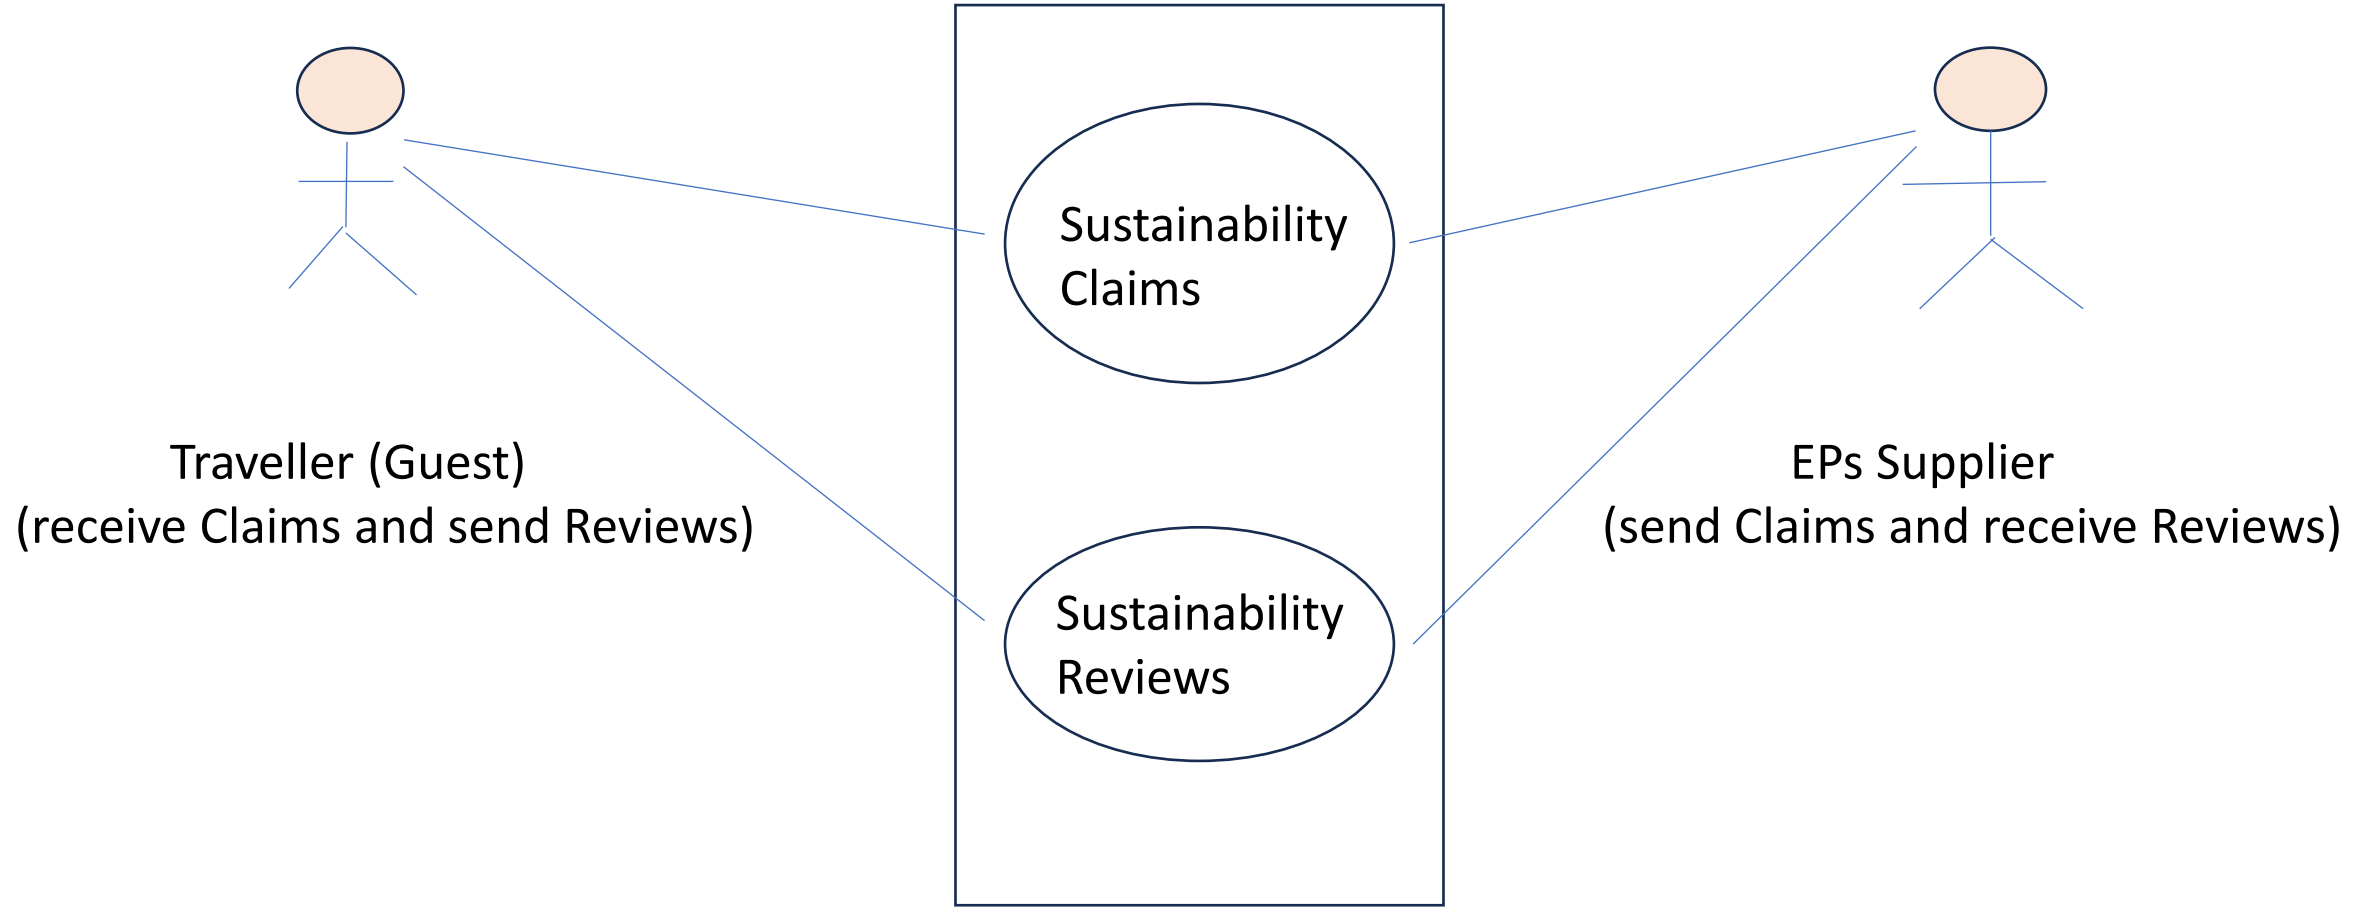 Sustainability
Claims
Traveller (Guest)
(receive Claims and send Reviews)
EPs Supplier
(send Claims and receive Reviews)
Sustainability
Reviews